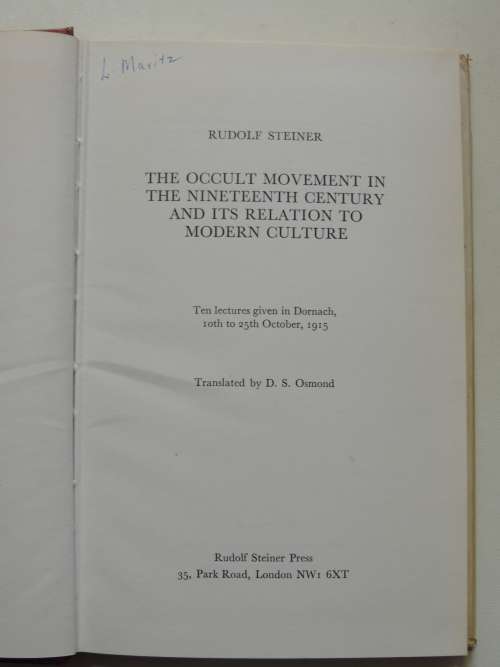 L. Maritz
RUDOLF STEINER
THE OCCULT MOVEMENT IN
THE NINETEENTH CENTURY
AND ITS RELATION TO
MODERN CULTURE
Ten lectures given in Dornach,
10th to 25th October, 1915
Translated by D. S. Osmond
Rudolf Steiner Press
35, Park Road, London NW1 6XT